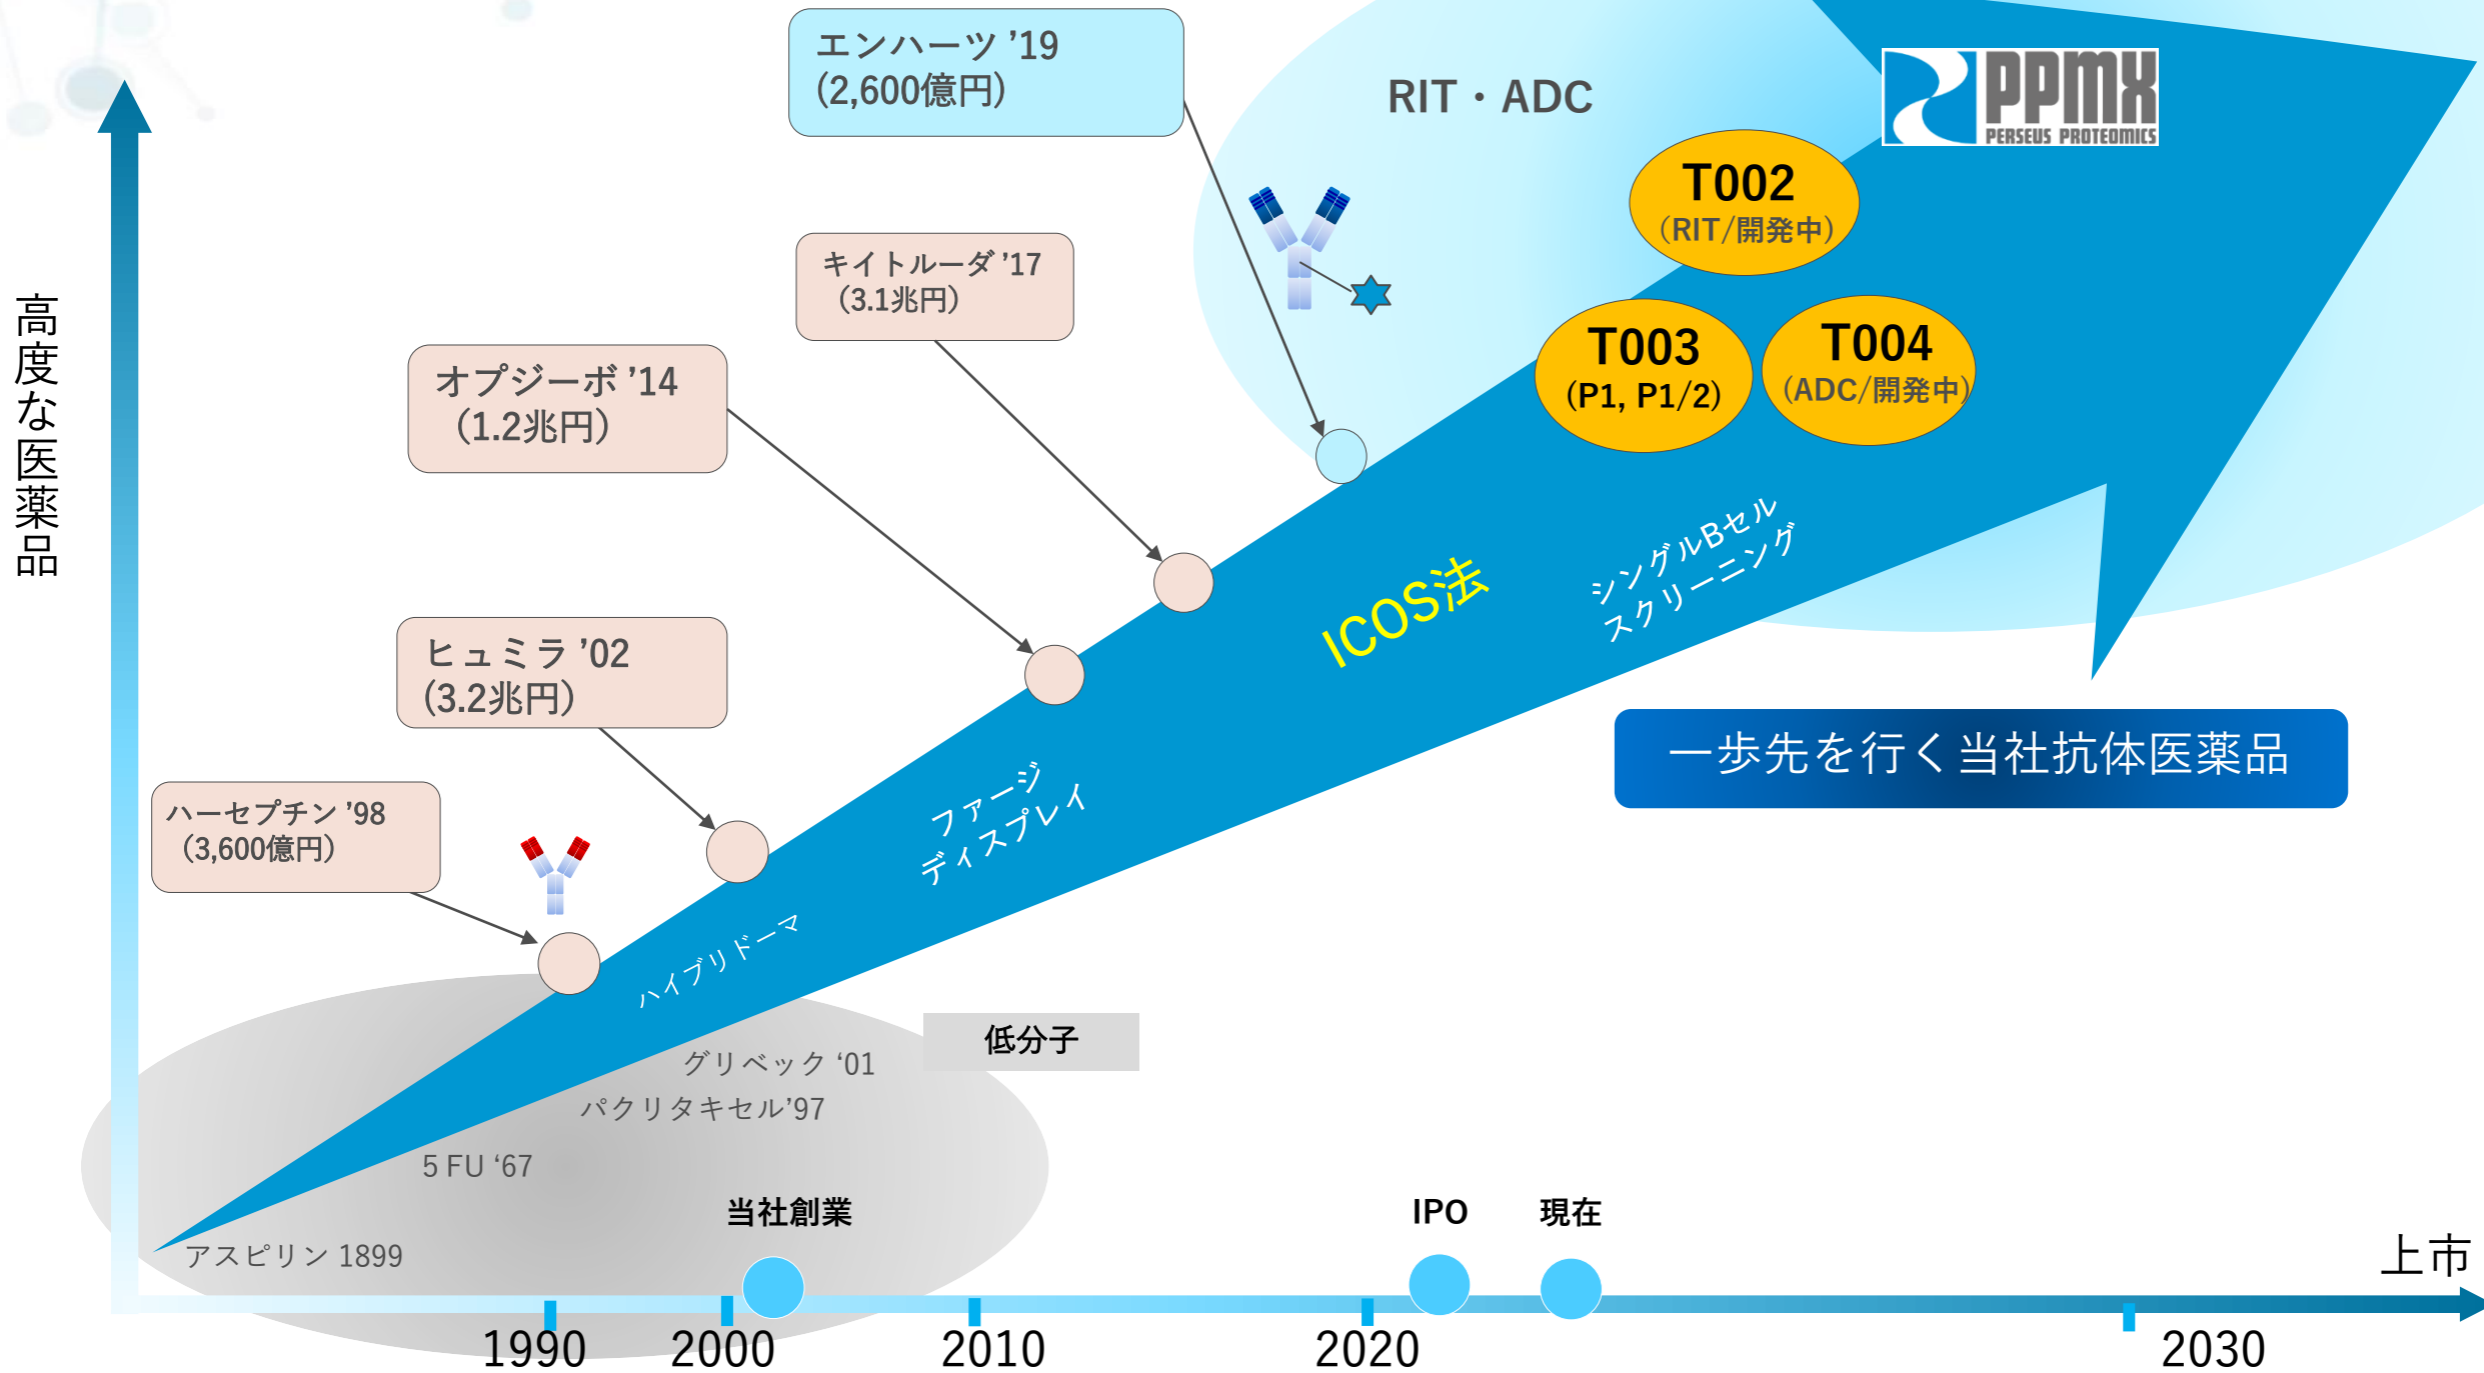 エンハーツ ’19
(2,600億円)
RIT・ADC
PPMX
PERSEUS PROTEOMICS
T002
(RIT/開発中)
キイトルーダ ’17
(3.1兆円)
高度な医薬品
T003
(P1, P1/2)
T004
(ADC/開発中)
オプジーボ ’14
(1.2兆円)
シングルBセル
スクリーニング
ICOS法
ヒュミラ ’02
(3.2兆円)
一歩先を行く当社抗体医薬品
ファージ
ディスプレイ
ハーセプチン ’98
(3,600億円)
ハイブリドーマ
低分子
グリベック ‘01
パクリタキセル’97
5 FU ‘67
アスピリン 1899
当社創業
IPO
現在
上市
1990
2000
2010
2020
2030